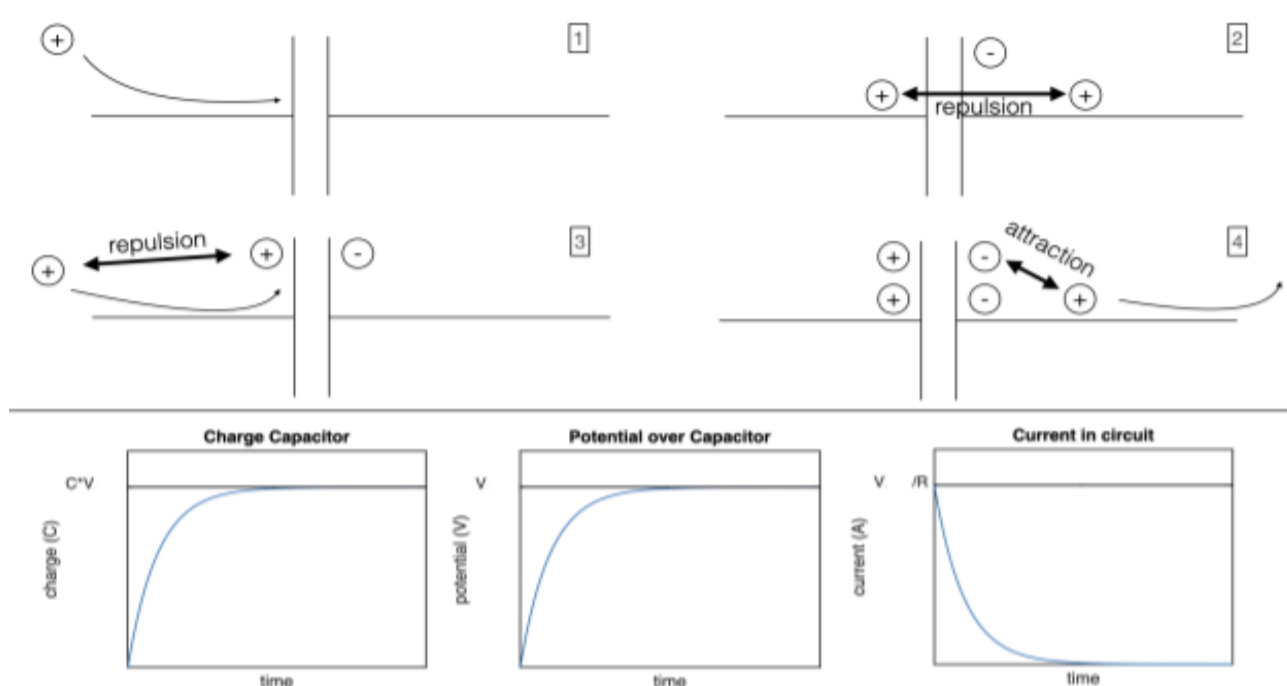 +
1
+
-
+
repulsion
2
+
repulsion
+
-
3
+
+
-
-
+
attraction
4
Charge Capacitor
C*V
charge (C)
time
Potential over Capacitor
V
potential (V)
time
Current in circuit
V /R
current (A)
time